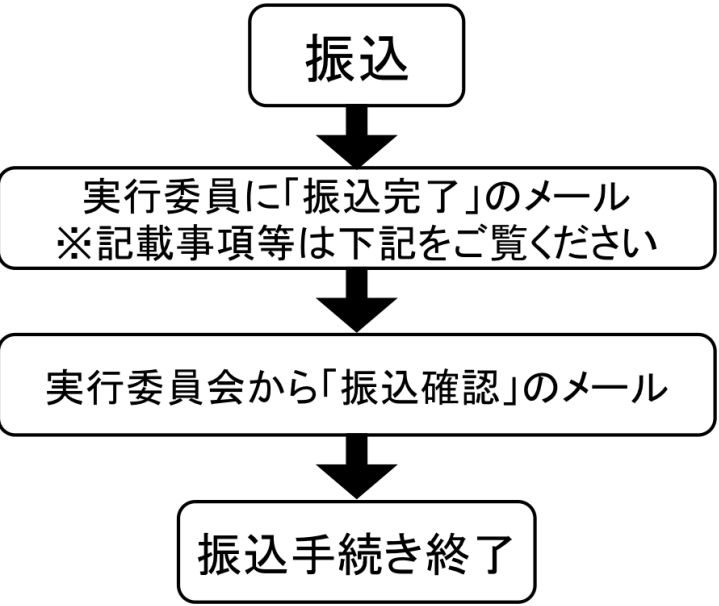 振込
実行委員に「振込完了」のメール
※記載事項等は下記をご覧ください
実行委員会から「振込確認」のメール
振込手続き終了